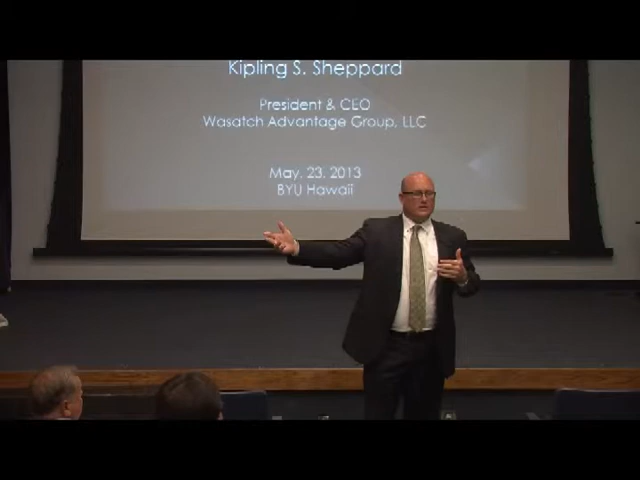 Kipling S. Sheppard
President & CEO
Wasatch Advantage Group, LLC
May, 23, 2013
BYU Hawaii